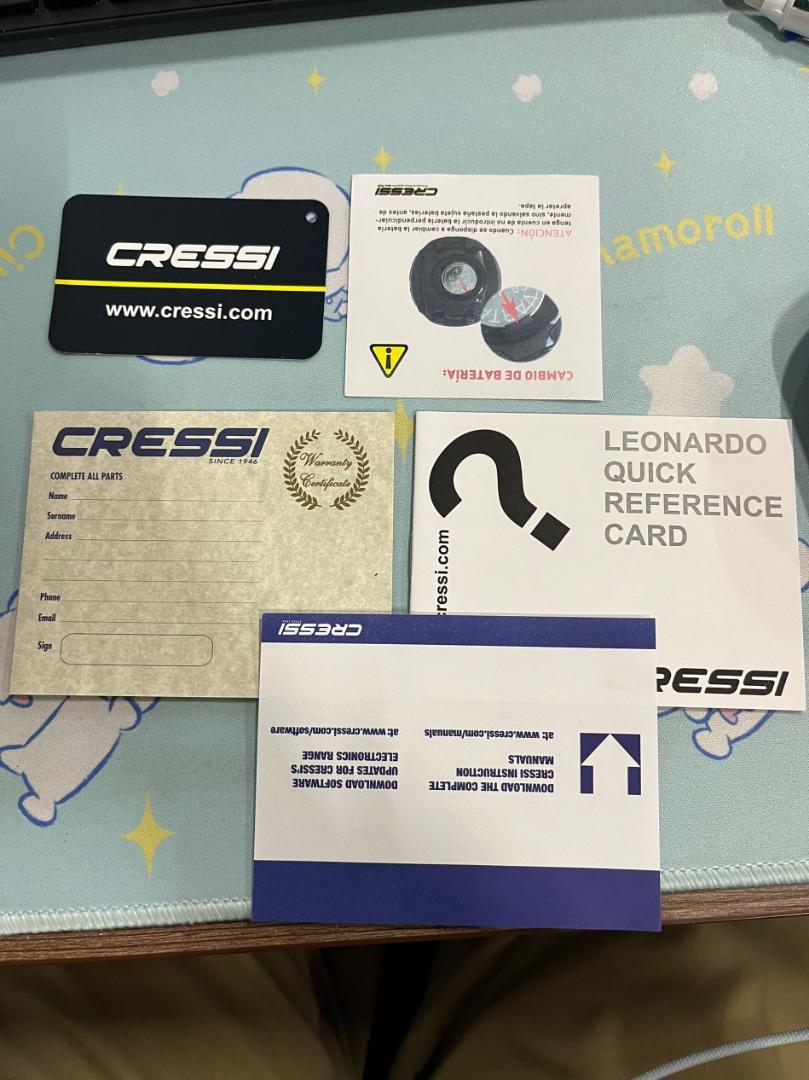 Cin
namoroll
CRESSI
www.cressi.com
CAMBIO DE BATERÍA:
ATENCIÓN: Cuando se disponga a cambiar la batería
tenga en cuenta de no introducir la batería perpendicular-
mente, sino salvando la pestaña sujeta baterías, antes de
apretar la tapa.
CRESSI
CRESSI
SINCE 1946
Warranty
Certificate
COMPLETE ALL PARTS
Name
Surname
Address
Phone
Email
Sign
LEONARDO
QUICK
REFERENCE
CARD
cressi.com
RESSI
DOWNLOAD THE COMPLETE
CRESSI INSTRUCTION
MANUALS
at: www.cressi.com/manuals
DOWNLOAD SOFTWARE
UPDATES FOR CRESSI'S
ELECTRONICS RANGE
at: www.cressi.com/software
CRESSI